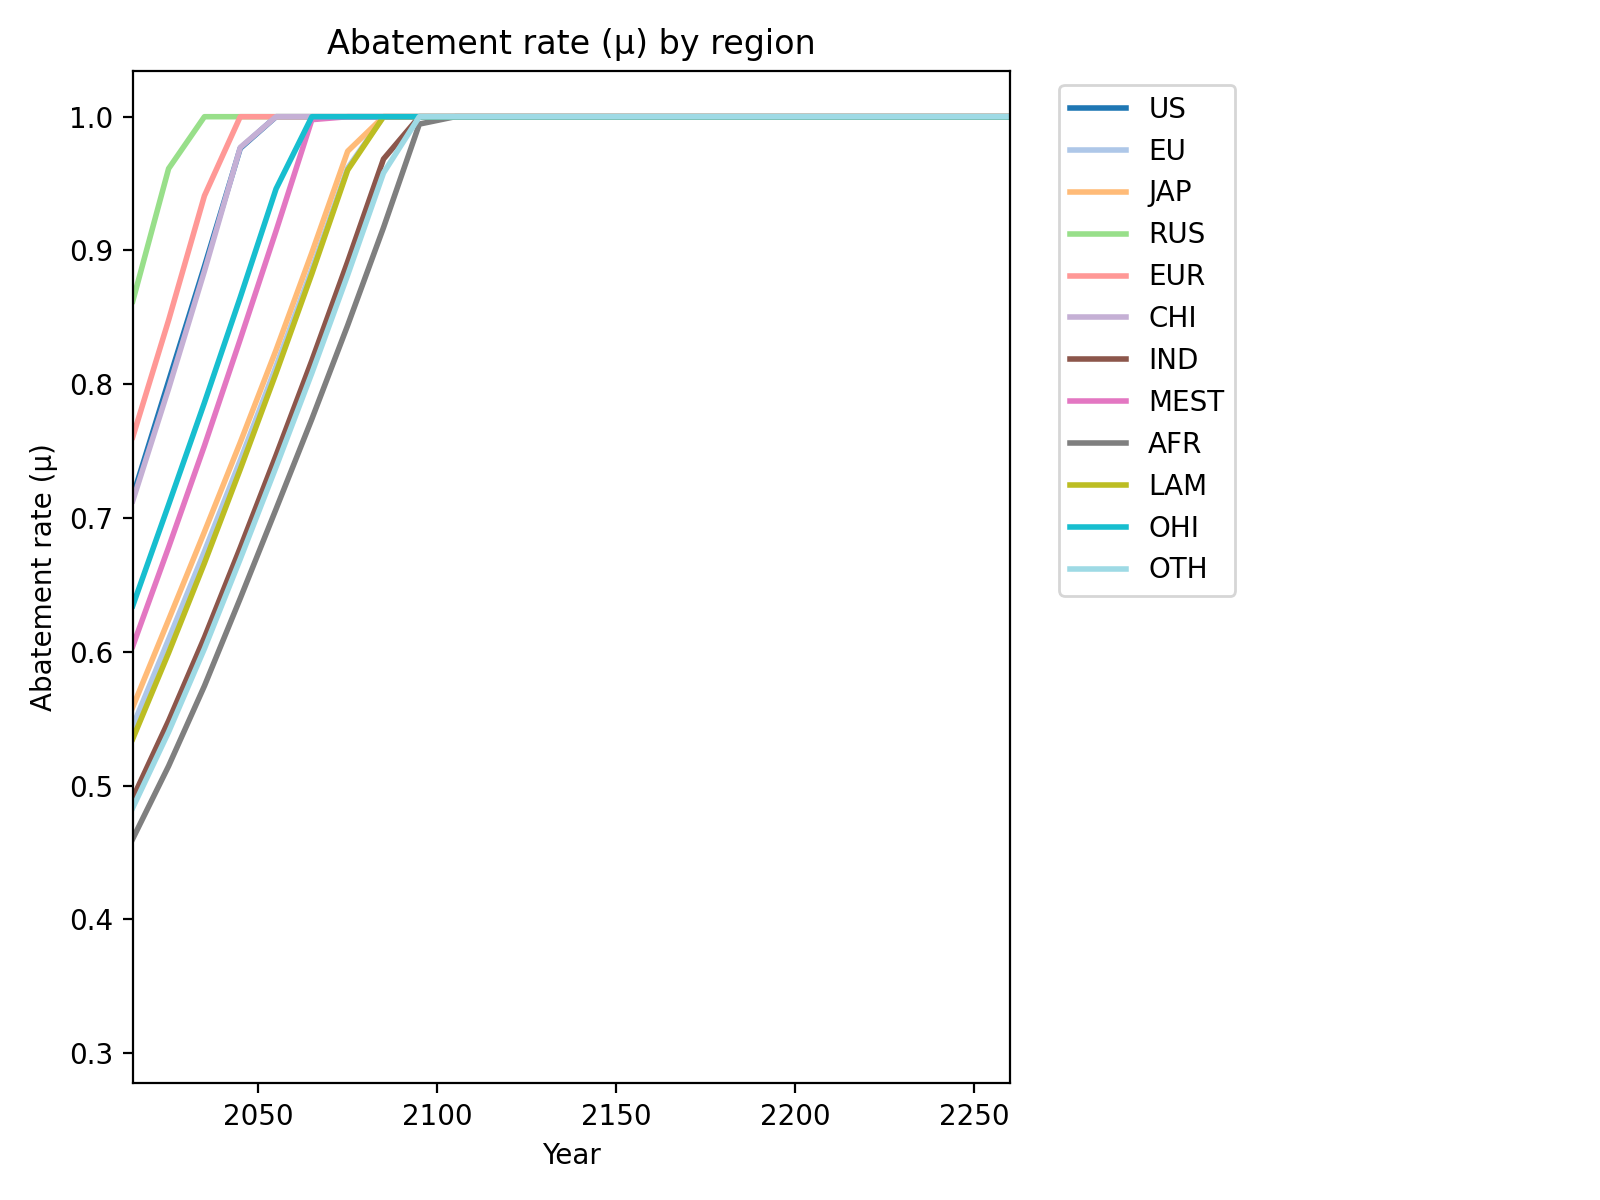 Abatement rate (μ) by region
1.0
0.9
0.8
0.7
0.6
0.5
0.4
0.3
Abatement rate (μ)
2050
2100
2150
2200
2250
Year
US
EU
JAP
RUS
EUR
CHI
IND
MEST
AFR
LAM
OHI
OTH